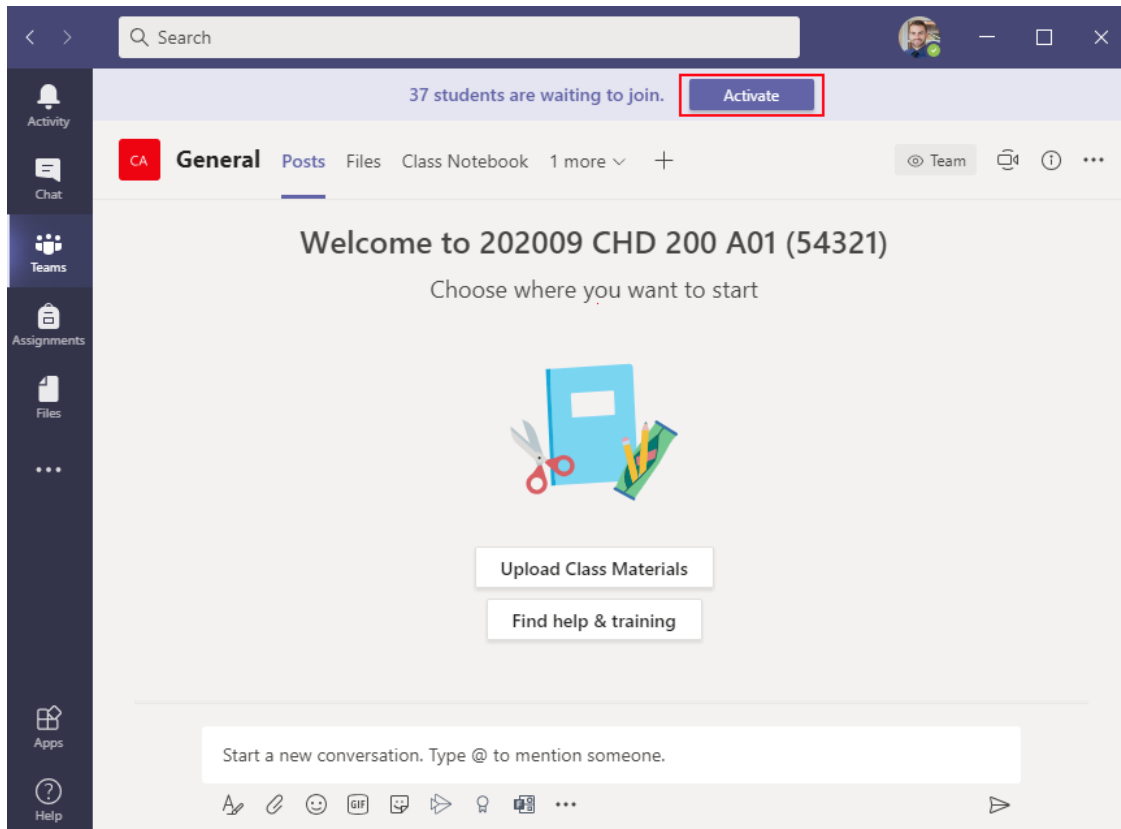 Search
37 students are waiting to join. Activate
Activity
Chat
Teams
Assignments
Files
Apps
Help
CA General Posts Files Class Notebook 1 more Team
Welcome to 202009 CHD 200 A01 (54321)
Choose where you want to start
Upload Class Materials
Find help & training
Start a new conversation. Type @ to mention someone.
GIF